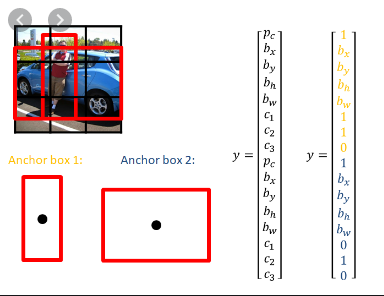 Anchor box 1:
Anchor box 2:
y =
p_c
b_x
b_y
b_h
b_w
c_1
c_2
c_3
p_c
b_x
b_y
b_h
b_w
c_1
c_2
c_3
y =
1
b_x
b_y
b_h
b_w
1
1
0
1
b_x
b_y
b_h
b_w
0
1
0